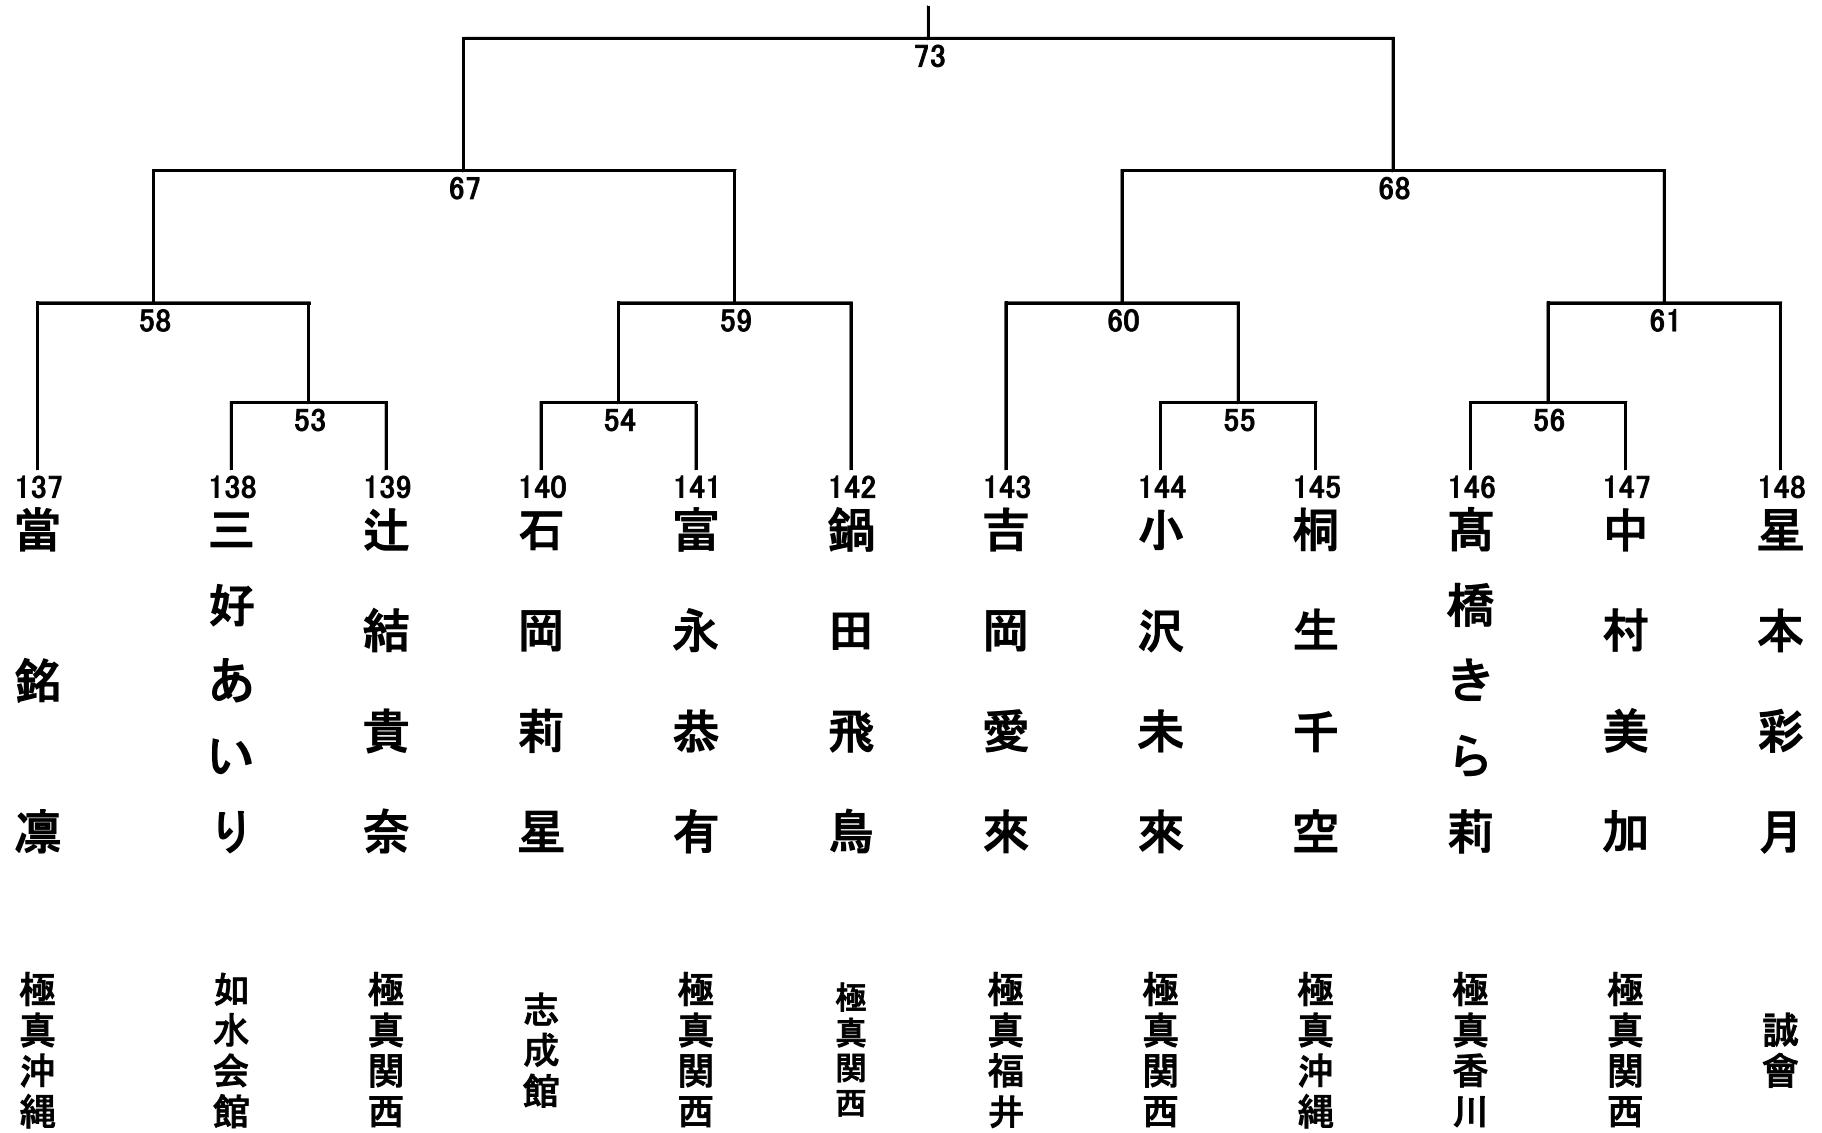 73
67
68
58
59
60
61
53
54
55
56
137
138
139
140
141
142
143
144
145
146
147
148
當銘凛
三好あいり
辻結貴奈
石岡莉星
富永恭有
鍋田飛鳥
吉岡愛來
小沢未來
桐生千空
髙橋きら莉
中村美加
星本彩月
極真沖縄
如水会館
極真関西
志成館
極真関西
極真関西
極真福井
極真関西
極真沖縄
極真香川
極真関西
誠會